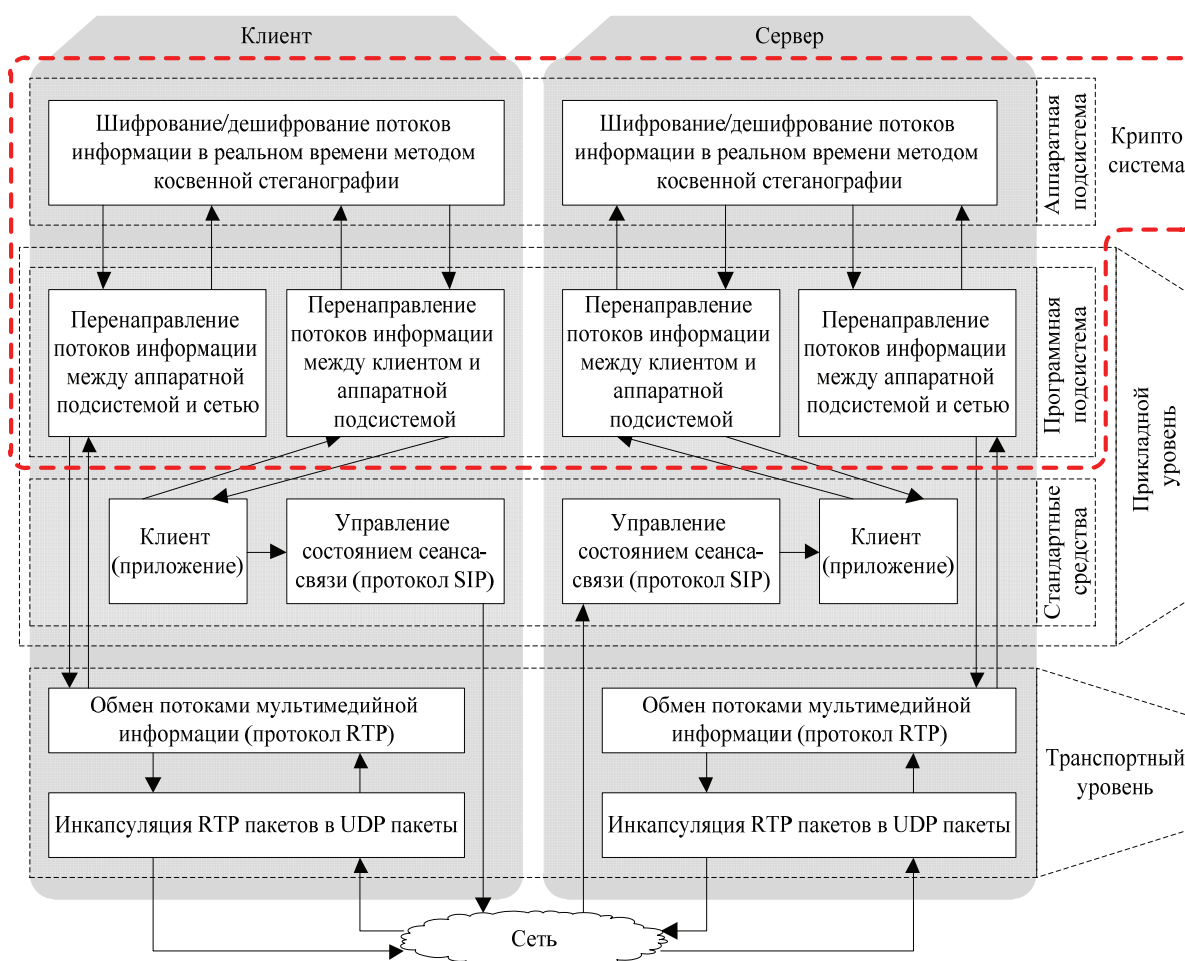 Клиент
Сервер
Шифрование/дешифрование потоков
информации в реальном времени методом
косвенной стеганографии
Шифрование/дешифрование потоков
информации в реальном времени методом
косвенной стеганографии
Аппаратная
подсистема
Крипто
система
Перенаправление
потоков информации
между аппаратной
подсистемой и сетью
Перенаправление
потоков информации
между клиентом и
аппаратной
подсистемой
Перенаправление
потоков информации
между клиентом и
аппаратной
подсистемой
Перенаправление
потоков информации
между аппаратной
подсистемой и сетью
Программная
подсистема
Прикладной
уровень
Клиент
(приложение)
Управление
состоянием сеанса-
связи (протокол SIP)
Управление
состоянием сеанса-
связи (протокол SIP)
Клиент
(приложение)
Стандартные
средства
Обмен потоками мультимедийной
информации (протокол RTP)
Обмен потоками мультимедийной
информации (протокол RTP)
Транспортный
уровень
Инкапсуляция RTP пакетов в UDP пакеты
Инкапсуляция RTP пакетов в UDP пакеты
Сеть